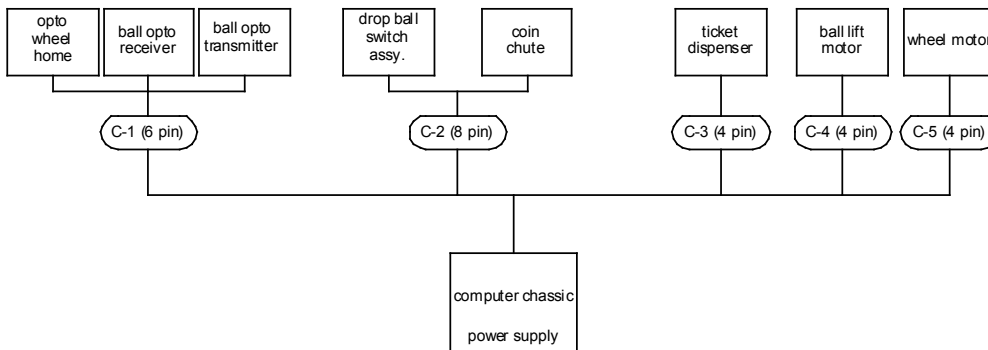 opto
wheel
home
ball opto
receiver
ball opto
transmitter
drop ball
switch
assy.
coin
chute
ticket
dispenser
ball lift
motor
wheel motor
C-1 (6 pin)
C-2 (8 pin)
C-3 (4 pin)
C-4 (4 pin)
C-5 (4 pin)
computer chassic
power supply